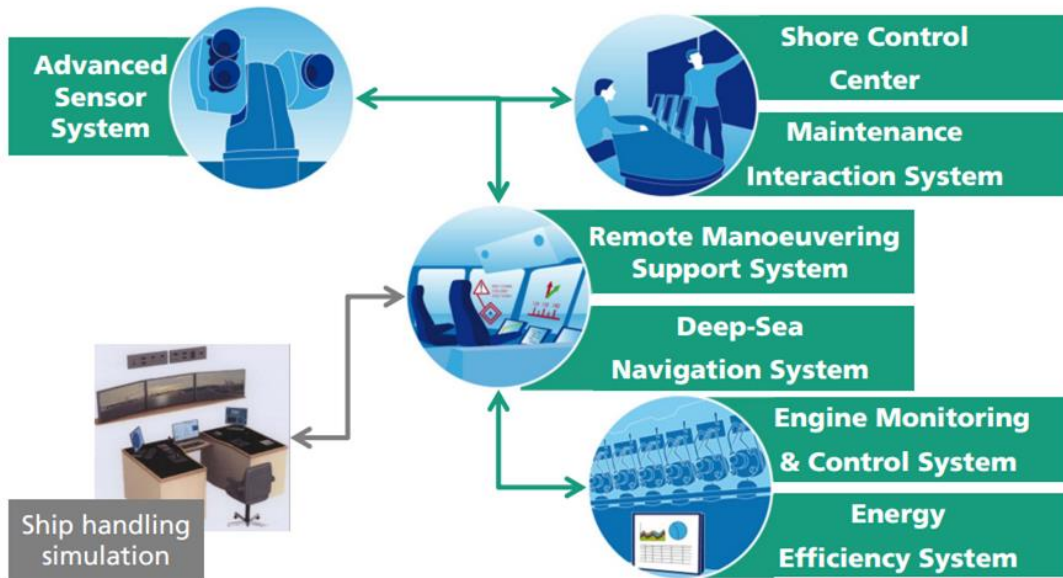 Advanced
Sensor
System
Shore Control
Center
Maintenance
Interaction System
Remote Manoeuvering
Support System
Deep-Sea
Navigation System
Engine Monitoring
& Control System
Energy
Efficiency System
Ship handling
simulation